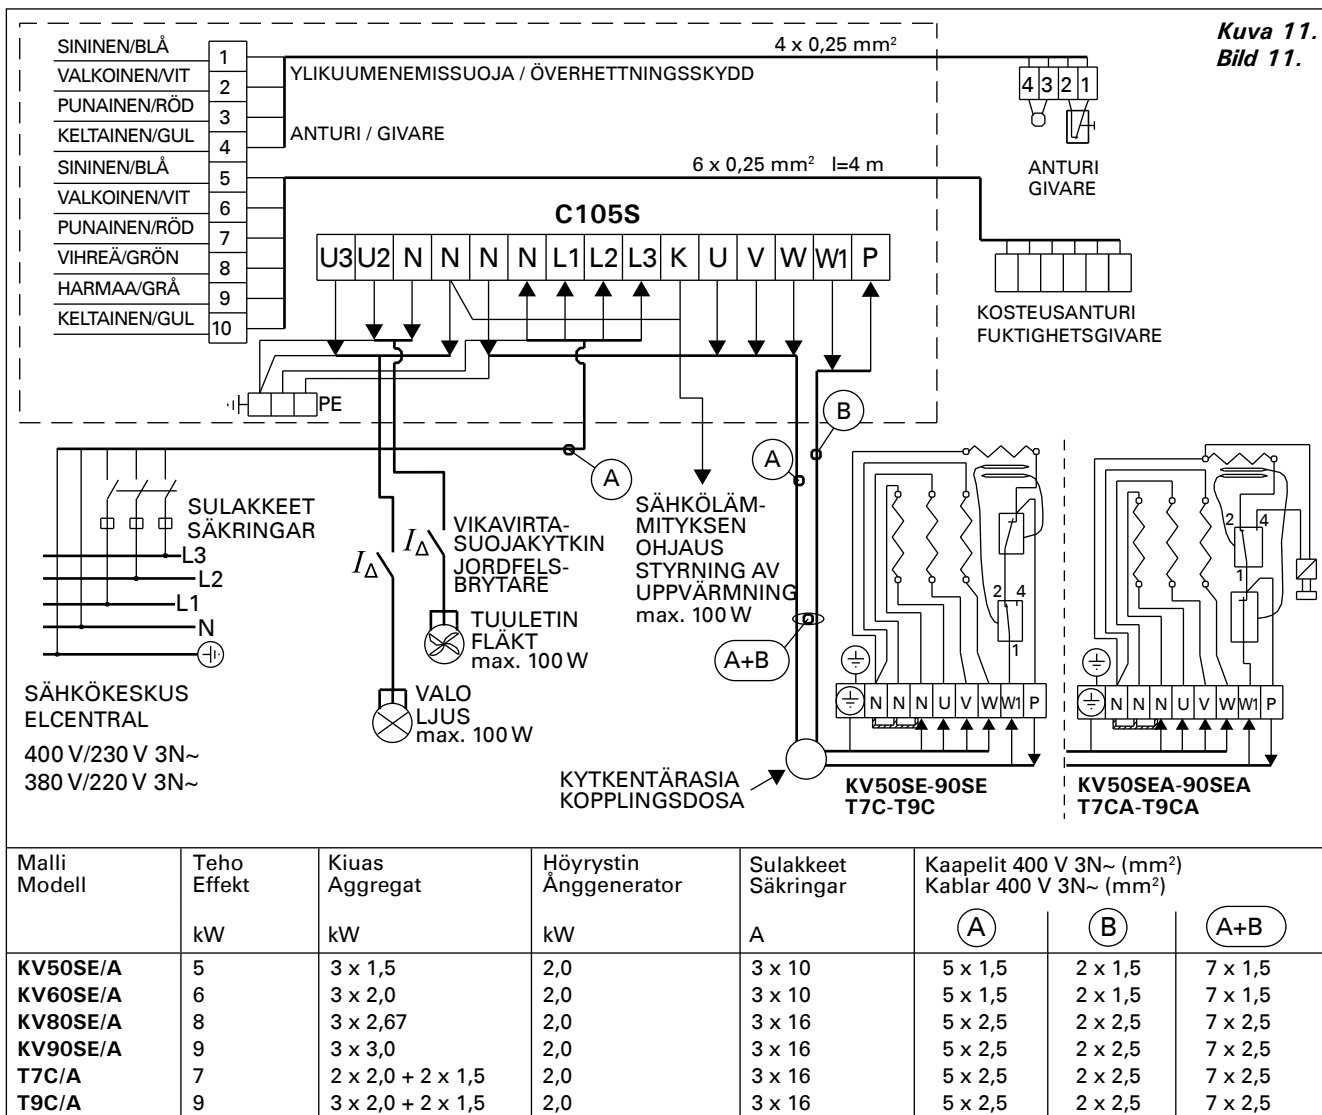 Kuva 11.
Bild 11.
SININEN/BLÅ 1
VALKOINEN/VIT 2
PUNAINEN/RÖD 3
KELTAINEN/GUL 4
SININEN/BLÅ 5
VALKOINEN/VIT 6
PUNAINEN/RÖD 7
VIHREÄ/GRÖN 8
HARMAA/GRÅ 9
KELTAINEN/GUL 10
4 x 0,25 mm²
YLIKUUMENEMISSUOJA / ÖVERHETTNINGSSKYDD
ANTURI / GIVARE
4 3 2 1
ANTURI
GIVARE
6 x 0,25 mm² l=4 m
KOSTEUSANTURI
FUKTIGHETSGIVARE
C105S
U3 U2 N N N N L1 L2 L3 K U V W W1 P
PE
A
A
B
A+B
SULAKKEET
SÄKRINGAR
L3
L2
L1
N
SÄHKÖKESKUS
ELCENTRAL
400 V/230 V 3N~
380 V/220 V 3N~
I∆
I∆
VIKAVIRTA-
SUOJAKYTKIN
JORDFELS-
BRYTARE
TUULETIN
FLÄKT
max. 100 W
VALO
LJUS
max. 100 W
SÄHKÖLÄM-
MITYKSEN
OHJAUS
STYRNING AV
UPPVÄRMNING
max. 100 W
KYTKENTÄRASIA
KOPPLINGSDOSA
2 4
1
N N N U V W W1 P
KV50SE-90SE
T7C-T9C
2 4
1
N N N U V W W1 P
KV50SEA-90SEA
T7CA-T9CA
Malli Teho Kiuas Höyrystin Sulakkeet Kaapelit 400 V 3N~ (mm²)
Modell Effekt Aggregat Ånggenerator Säkringar Kablar 400 V 3N~ (mm²)
kW kW kW A A B A+B
KV50SE/A 5 3 x 1,5 2,0 3 x 10 5 x 1,5 2 x 1,5 7 x 1,5
KV60SE/A 6 3 x 2,0 2,0 3 x 10 5 x 1,5 2 x 1,5 7 x 1,5
KV80SE/A 8 3 x 2,67 2,0 3 x 16 5 x 2,5 2 x 2,5 7 x 2,5
KV90SE/A 9 3 x 3,0 2,0 3 x 16 5 x 2,5 2 x 2,5 7 x 2,5
T7C/A 7 2 x 2,0 + 2 x 1,5 2,0 3 x 16 5 x 2,5 2 x 2,5 7 x 2,5
T9C/A 9 3 x 2,0 + 2 x 1,5 2,0 3 x 16 5 x 2,5 2 x 2,5 7 x 2,5